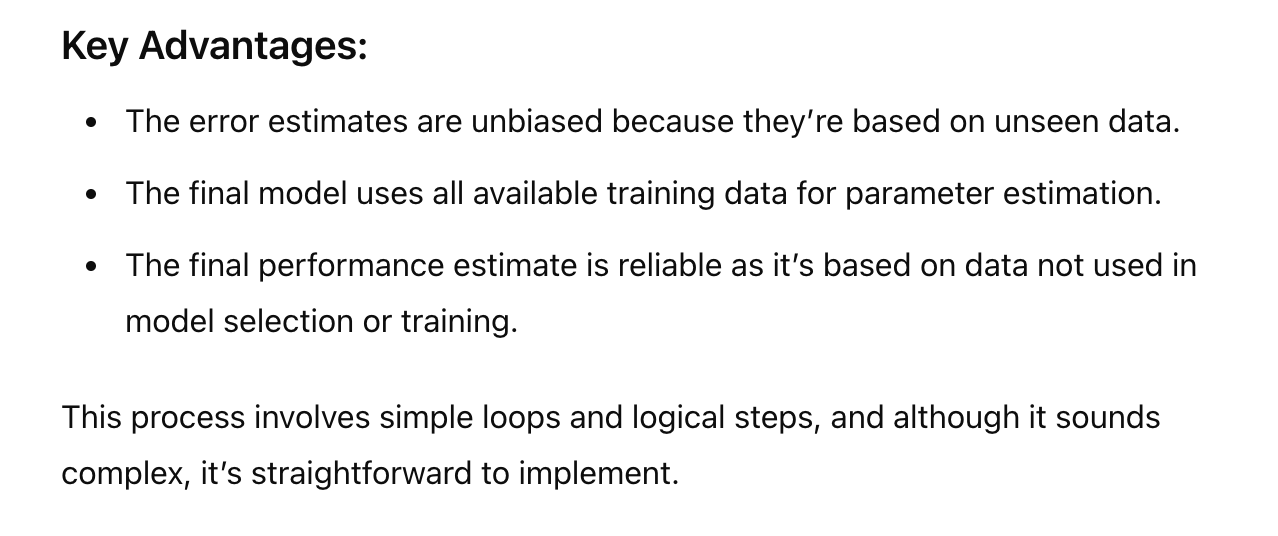 Key Advantages:
• The error estimates are unbiased because they’re based on unseen data.
• The final model uses all available training data for parameter estimation.
• The final performance estimate is reliable as it’s based on data not used in
model selection or training.
This process involves simple loops and logical steps, and although it sounds
complex, it’s straightforward to implement.